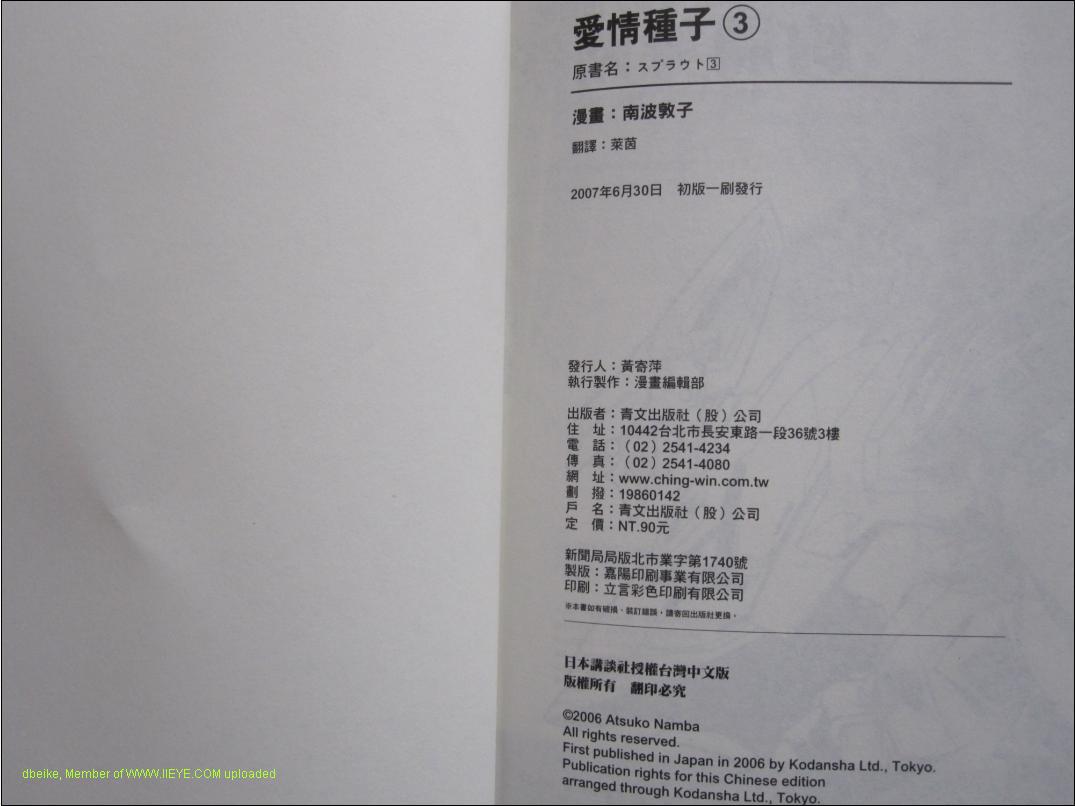 愛情種子③
原書名：スプラウト③
漫畫：南波敦子
翻譯：萊茵
2007年6月30日　初版一刷發行
發行人：黃寄萍
執行製作：漫畫編輯部
出版者：青文出版社（股）公司
住　址：10442台北市長安東路一段36號3樓
電　話：（02）2541-4234
傳　真：（02）2541-4080
網　址：www.ching-win.com.tw
劃　撥：19860142
戶　名：青文出版社（股）公司
定　價：NT.90元
新聞局局版北市業字第1740號
製版：嘉陽印刷事業有限公司
印刷：立言彩色印刷有限公司
※本書如有破損、裝訂錯誤，請寄回出版社更換。
日本講談社授權台灣中文版
版權所有　翻印必究
©2006 Atsuko Namba
All rights reserved.
First published in Japan in 2006 by Kodansha Ltd., Tokyo.
Publication rights for this Chinese edition
arranged through Kodansha Ltd., Tokyo.
dbeike, Member of WWW.IIEYE.COM uploaded